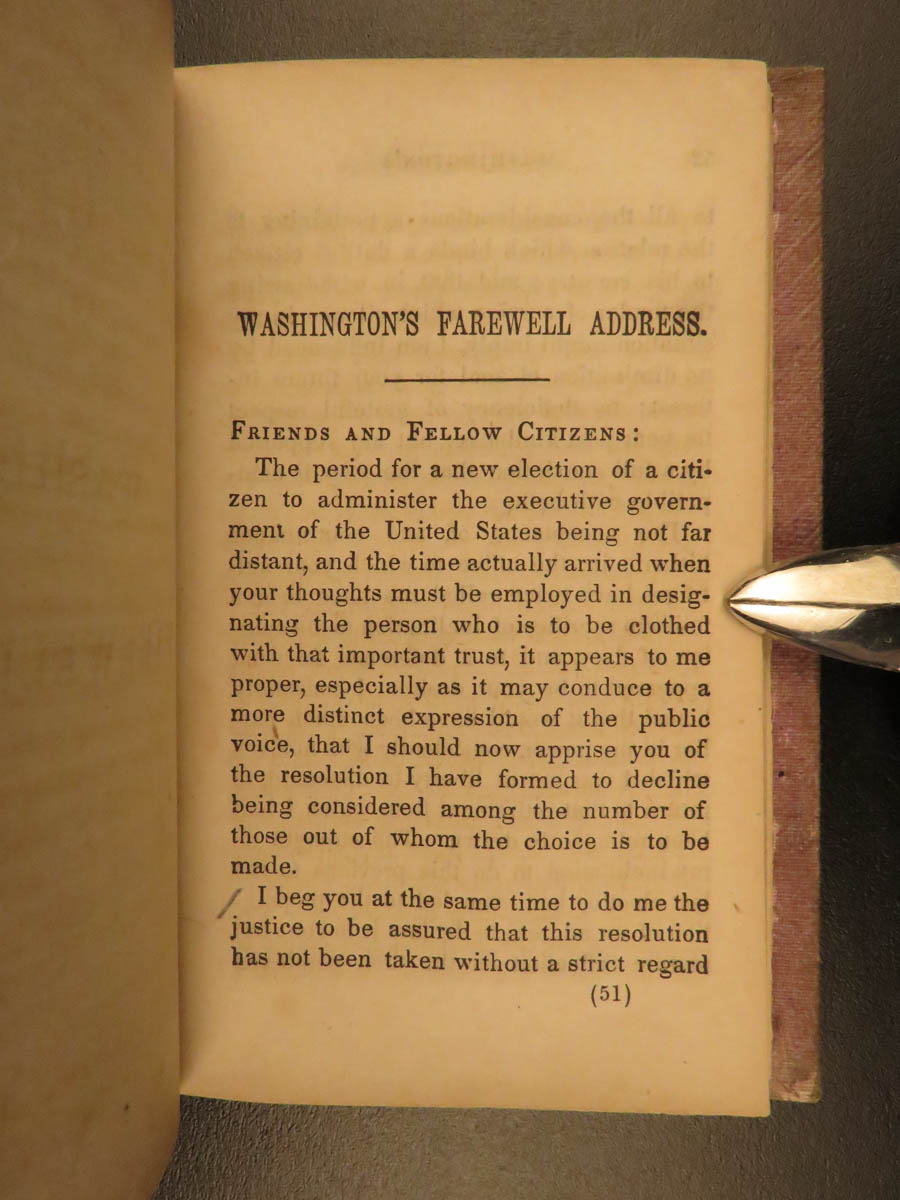 WASHINGTON'S FAREWELL ADDRESS.
FRIENDS AND FELLOW CITIZENS:
The period for a new election of a citi-
zen to administer the executive govern-
ment of the United States being not far
distant, and the time actually arrived when
your thoughts must be employed in desig-
nating the person who is to be clothed
with that important trust, it appears to me
proper, especially as it may conduce to a
more distinct expression of the public
voice, that I should now apprise you of
the resolution I have formed to decline
being considered among the number of
those out of whom the choice is to be
made.
I beg you at the same time to do me the
justice to be assured that this resolution
has not been taken without a strict regard
(51)